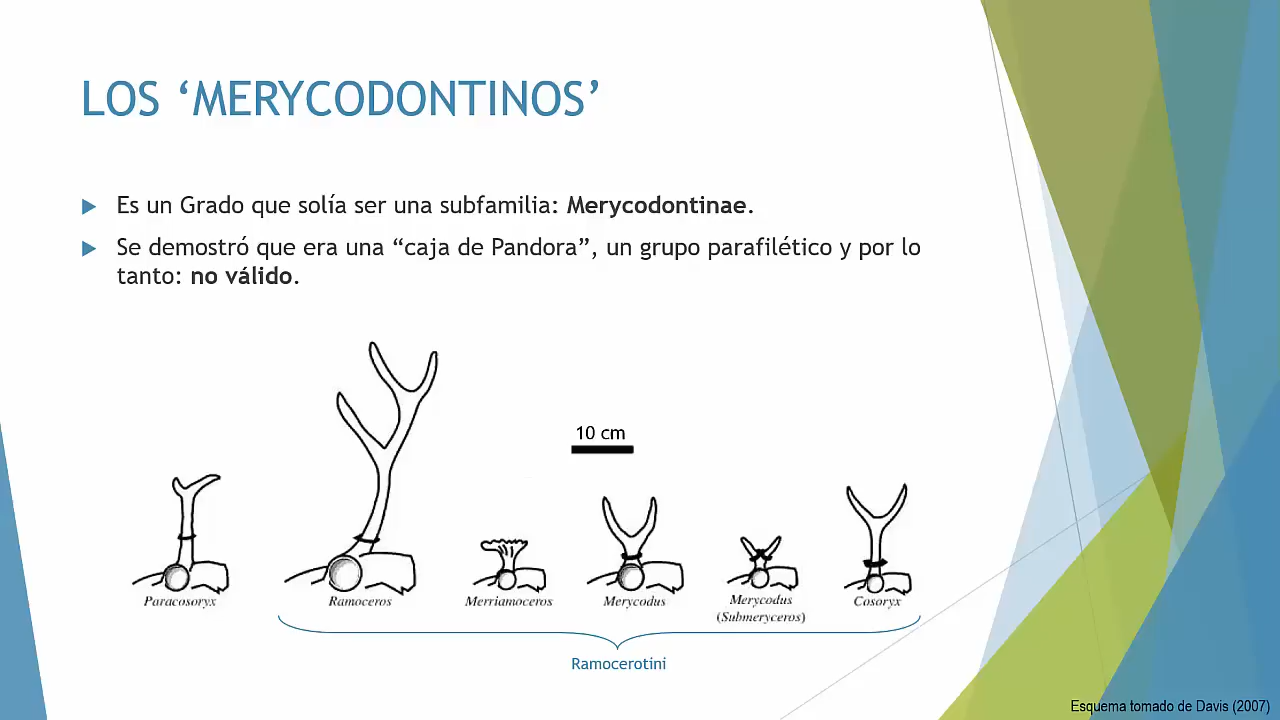 LOS ‘MERYCODONTINOS’
Es un Grado que solía ser una subfamilia: Merycodontinae.
Se demostró que era una “caja de Pandora”, un grupo parafilético y por lo
tanto: no válido.
10 cm
Paracosoryx
Ramoceros
Merriamoceros
Merycodus
Merycodus
(Submeryceros)
Cosoryx
Ramocerotini
Esquema tomado de Davis (2007)